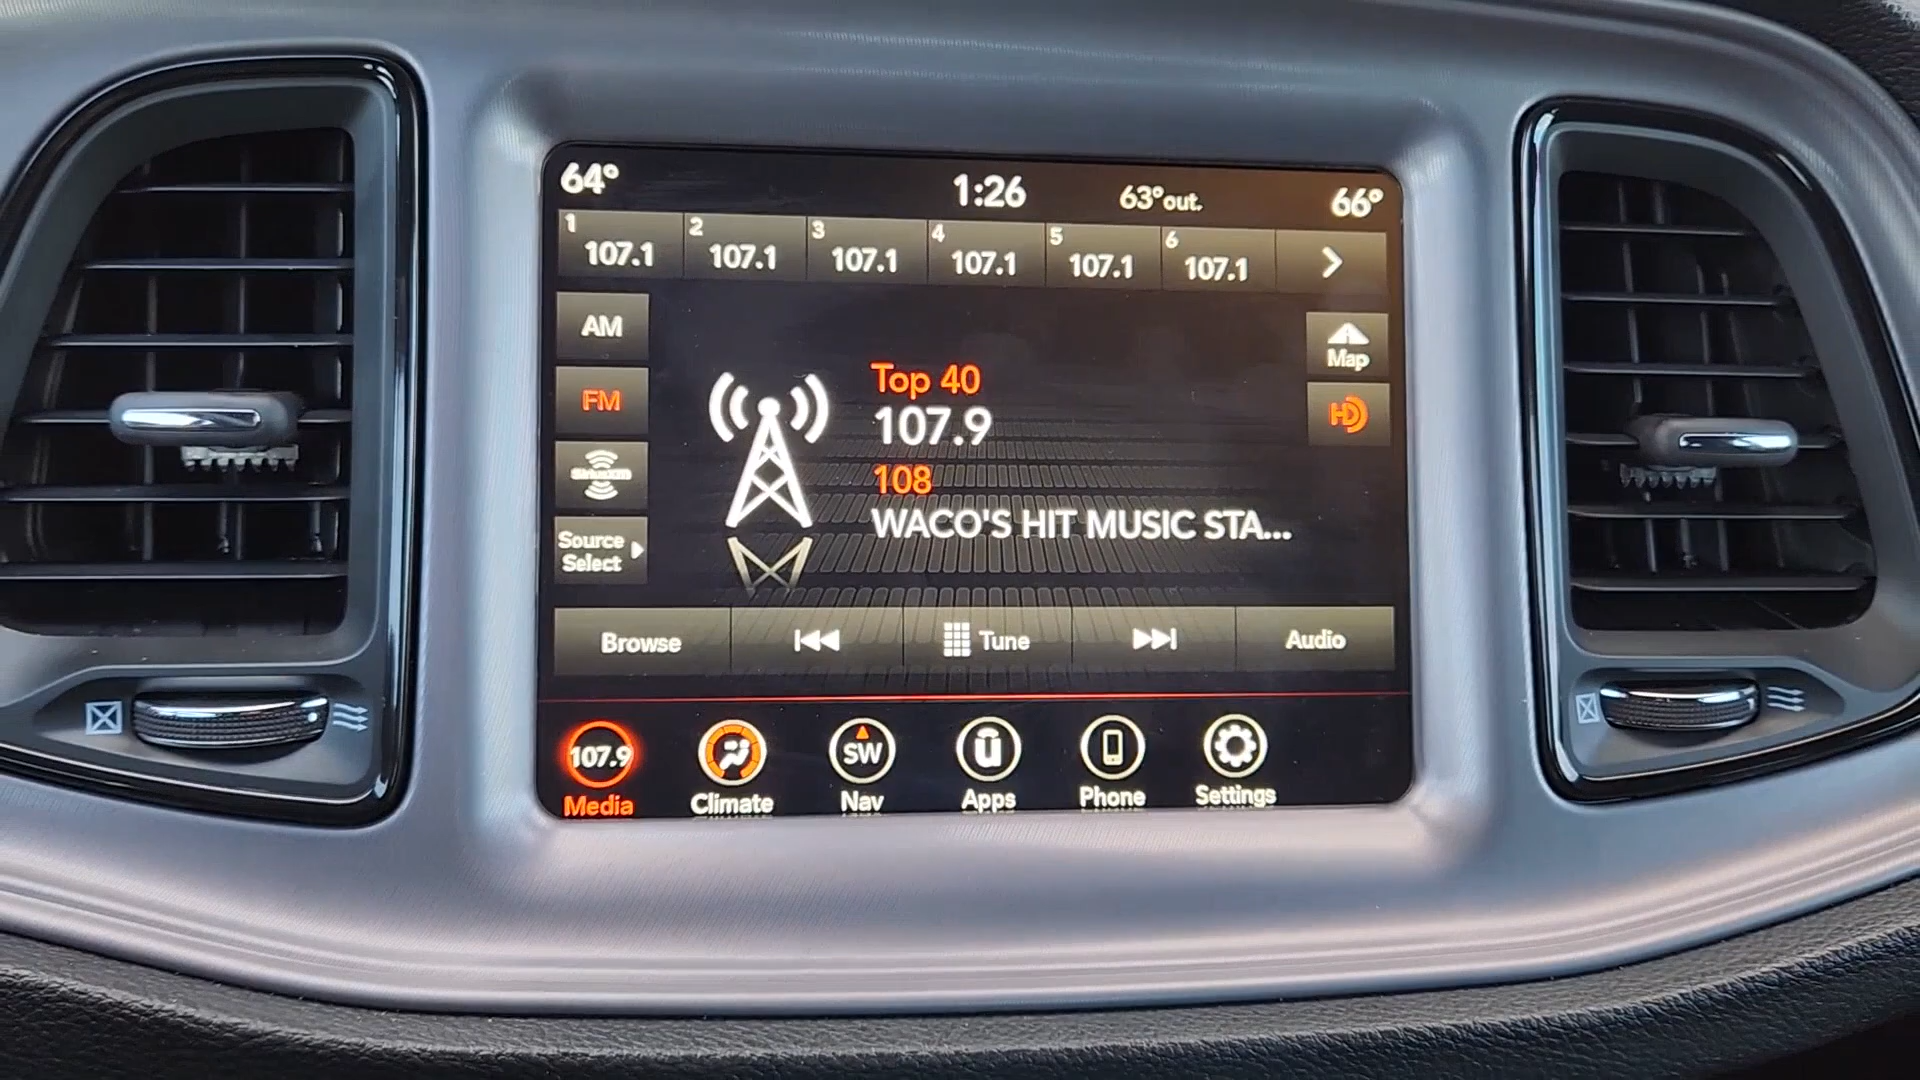 64° 1:26 63°out. 66°
1 107.1 2 107.1 3 107.1 4 107.1 5 107.1 6 107.1
AM
Map
Top 40
FM
107.9
HD
SiriusXM
108
WACO'S HIT MUSIC STA...
Source
Select
Browse Tune Audio
107.9 SW
Media Climate Nav Apps Phone Settings